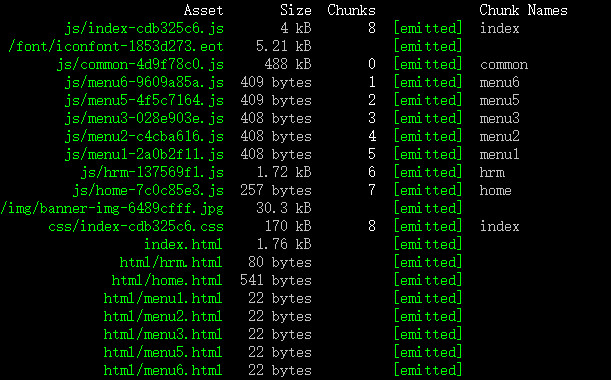 Asset Size Chunks Chunk Names
js/index-cdb325c6.js 4 kB 8 [emitted] index
/font/iconfont-1853d273.eot 5.21 kB [emitted]
js/common-4d9f78c0.js 488 kB 0 [emitted] common
js/menu6-9609a85a.js 409 bytes 1 [emitted] menu6
js/menu5-4f5c7164.js 409 bytes 2 [emitted] menu5
js/menu3-028e903e.js 408 bytes 3 [emitted] menu3
js/menu2-c4cba616.js 408 bytes 4 [emitted] menu2
js/menu1-2a0b2f11.js 408 bytes 5 [emitted] menu1
js/hrm-137569f1.js 1.72 kB 6 [emitted] hrm
js/home-7c0c85e3.js 257 bytes 7 [emitted] home
/img/banner-img-6489cfff.jpg 30.3 kB [emitted]
css/index-cdb325c6.css 170 kB 8 [emitted] index
index.html 1.76 kB [emitted]
html/hrm.html 80 bytes [emitted]
html/home.html 541 bytes [emitted]
html/menu1.html 22 bytes [emitted]
html/menu2.html 22 bytes [emitted]
html/menu3.html 22 bytes [emitted]
html/menu5.html 22 bytes [emitted]
html/menu6.html 22 bytes [emitted]